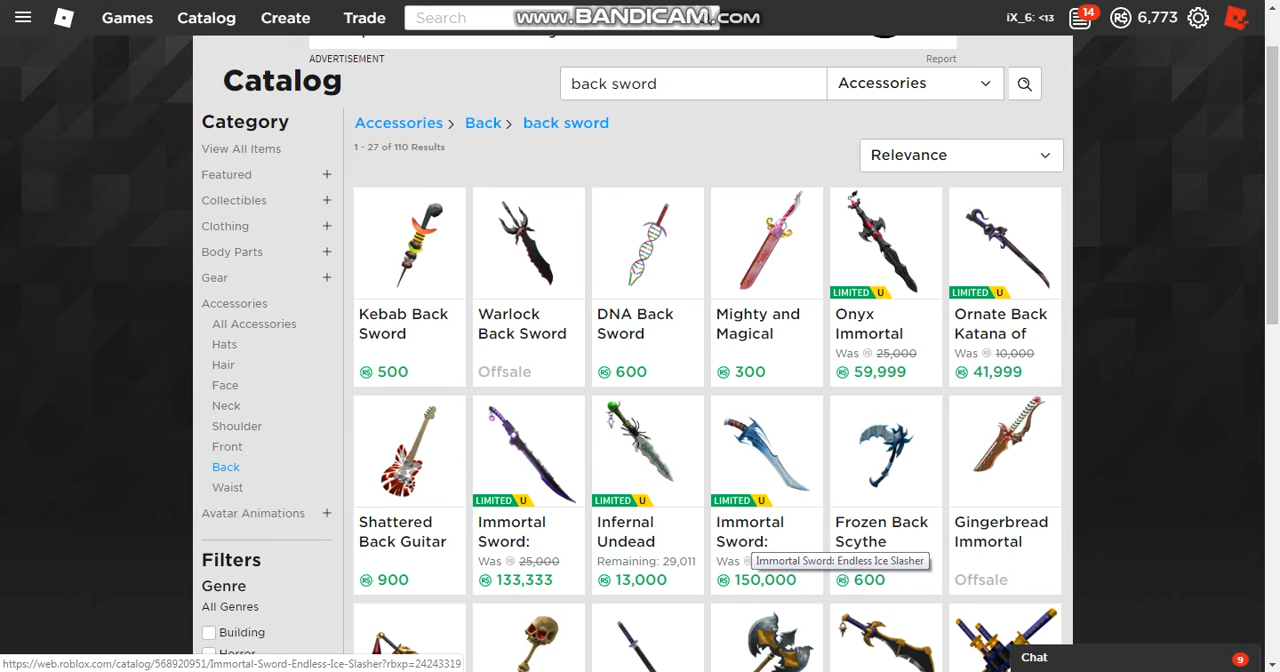 Games Catalog Create Trade Search www.BANDICAM.com iX_6: <13 14 6,773
ADVERTISEMENT Report
Catalog back sword Accessories
Category
Accessories > Back > back sword
View All Items
1 - 27 of 110 Results
Relevance
Featured +
Collectibles +
Clothing +
Body Parts +
Gear +
Accessories
All Accessories
Hats
Hair
Face
Neck
Shoulder
Front
Back
Waist
Avatar Animations +
Filters
Genre
All Genres
Building
Kebab Back
Sword
500
Warlock
Back Sword
Offsale
DNA Back
Sword
600
Mighty and
Magical
300
LIMITED U
Onyx
Immortal
Was 25,000
59,999
LIMITED U
Ornate Back
Katana of
Was 10,000
41,999
Shattered
Back Guitar
900
LIMITED U
Immortal
Sword:
Was 25,000
133,333
LIMITED U
Infernal
Undead
Remaining: 29,011
13,000
LIMITED U
Immortal
Sword:
Was
150,000
Frozen Back
Scythe
600
Immortal Sword: Endless Ice Slasher
Gingerbread
Immortal
Offsale
Chat 9
https://web.roblox.com/catalog/568920951/Immortal-Sword-Endless-Ice-Slasher?rbxp=24243319